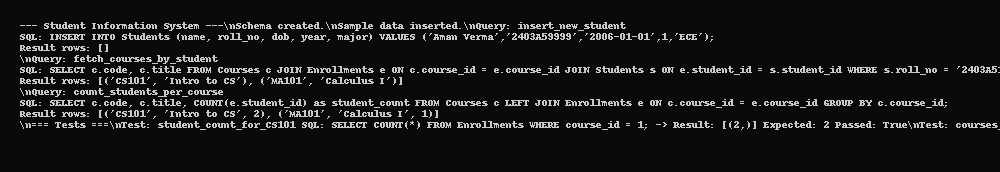 --- Student Information System ---\nSchema created.\nSample data inserted.\nQuery: insert_new_student
SQL: INSERT INTO Students (name, roll_no, dob, year, major) VALUES ('Aman Verma','2403A59999','2006-01-01',1,'ECE');
Result rows: []
\nQuery: fetch_courses_by_student
SQL: SELECT c.code, c.title FROM Courses c JOIN Enrollments e ON c.course_id = e.course_id JOIN Students s ON e.student_id = s.student_id WHERE s.roll_no = '2403A51
Result rows: [('CS101', 'Intro to CS'), ('MA101', 'Calculus I')]
\nQuery: count_students_per_course
SQL: SELECT c.code, c.title, COUNT(e.student_id) as student_count FROM Courses c LEFT JOIN Enrollments e ON c.course_id = e.course_id GROUP BY c.course_id;
Result rows: [('CS101', 'Intro to CS', 2), ('MA101', 'Calculus I', 1)]
\n=== Tests ===\nTest: student_count_for_CS101 SQL: SELECT COUNT(*) FROM Enrollments WHERE course_id = 1; -> Result: [(2,)] Expected: 2 Passed: True\nTest: courses_